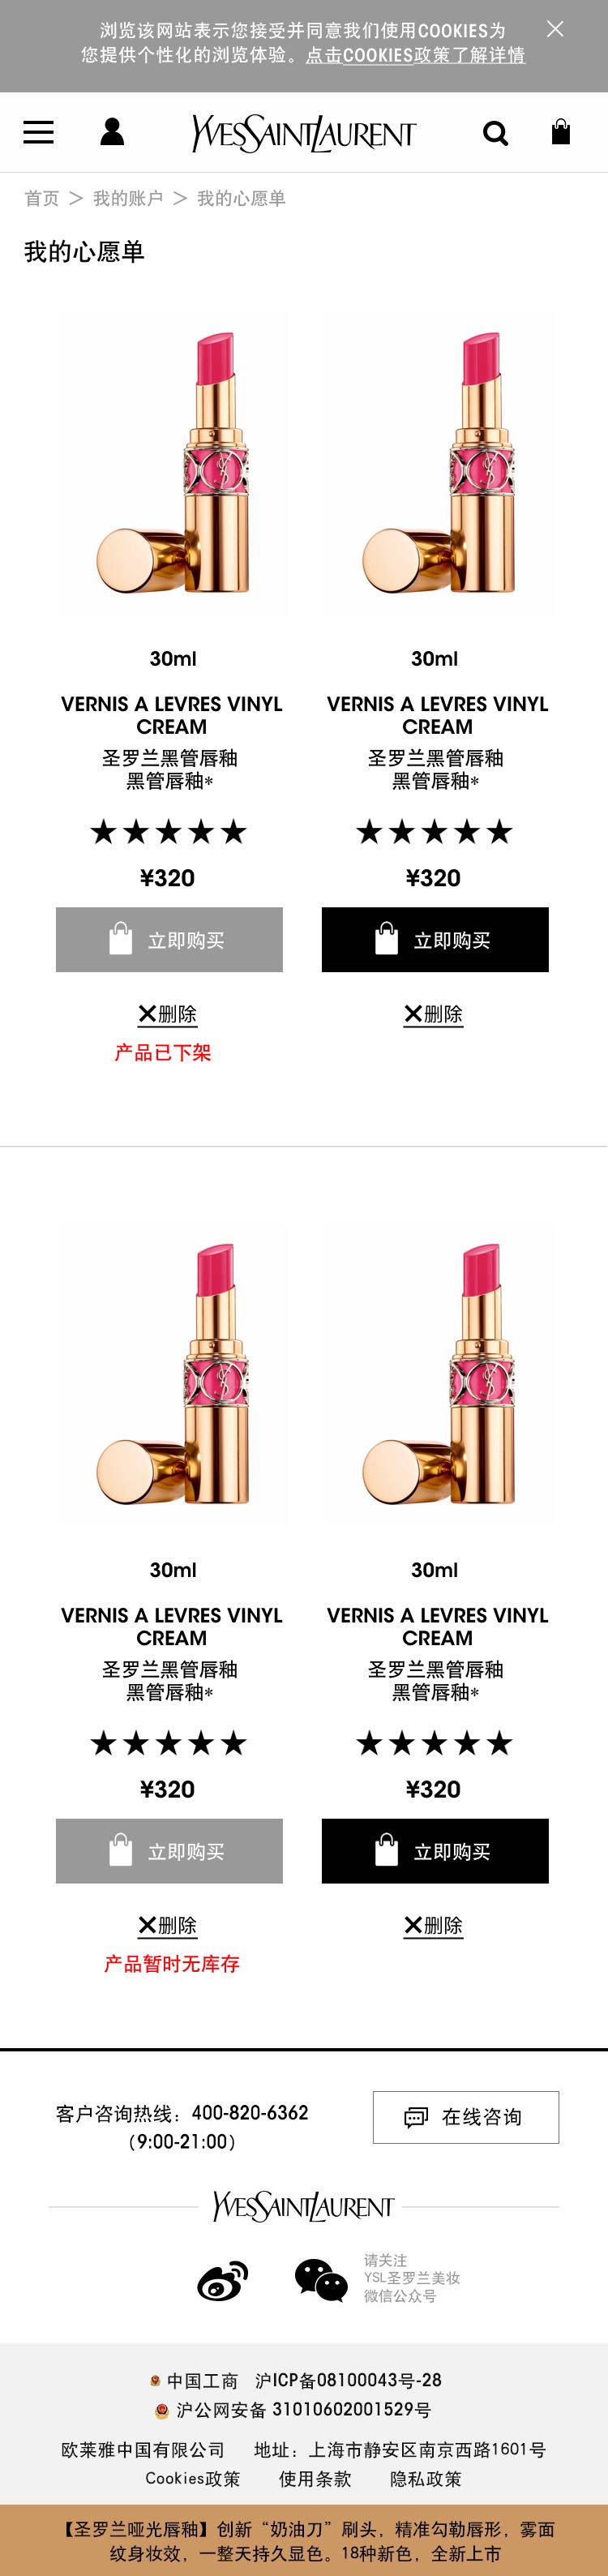 浏览该网站表示您接受并同意我们使用COOKIES为
您提供个性化的浏览体验。点击COOKIES政策了解详情
YVESSAINTLAURENT
首页 > 我的账户 > 我的心愿单
我的心愿单
30ml
VERNIS A LEVRES VINYL
CREAM
圣罗兰黑管唇釉
黑管唇釉*
★★★★★
¥320
立即购买
删除
产品已下架
30ml
VERNIS A LEVRES VINYL
CREAM
圣罗兰黑管唇釉
黑管唇釉*
★★★★★
¥320
立即购买
删除
30ml
VERNIS A LEVRES VINYL
CREAM
圣罗兰黑管唇釉
黑管唇釉*
★★★★★
¥320
立即购买
删除
产品暂时无库存
30ml
VERNIS A LEVRES VINYL
CREAM
圣罗兰黑管唇釉
黑管唇釉*
★★★★★
¥320
立即购买
删除
客户咨询热线：400-820-6362
（9:00-21:00）
在线咨询
YVESSAINTLAURENT
请关注
YSL圣罗兰美妆
微信公众号
中国工商 沪ICP备08100043号-28
沪公网安备 31010602001529号
欧莱雅中国有限公司 地址：上海市静安区南京西路1601号
Cookies政策 使用条款 隐私政策
【圣罗兰哑光唇釉】创新“奶油刀”刷头，精准勾勒唇形，雾面
纹身妆效，一整天持久显色。18种新色，全新上市